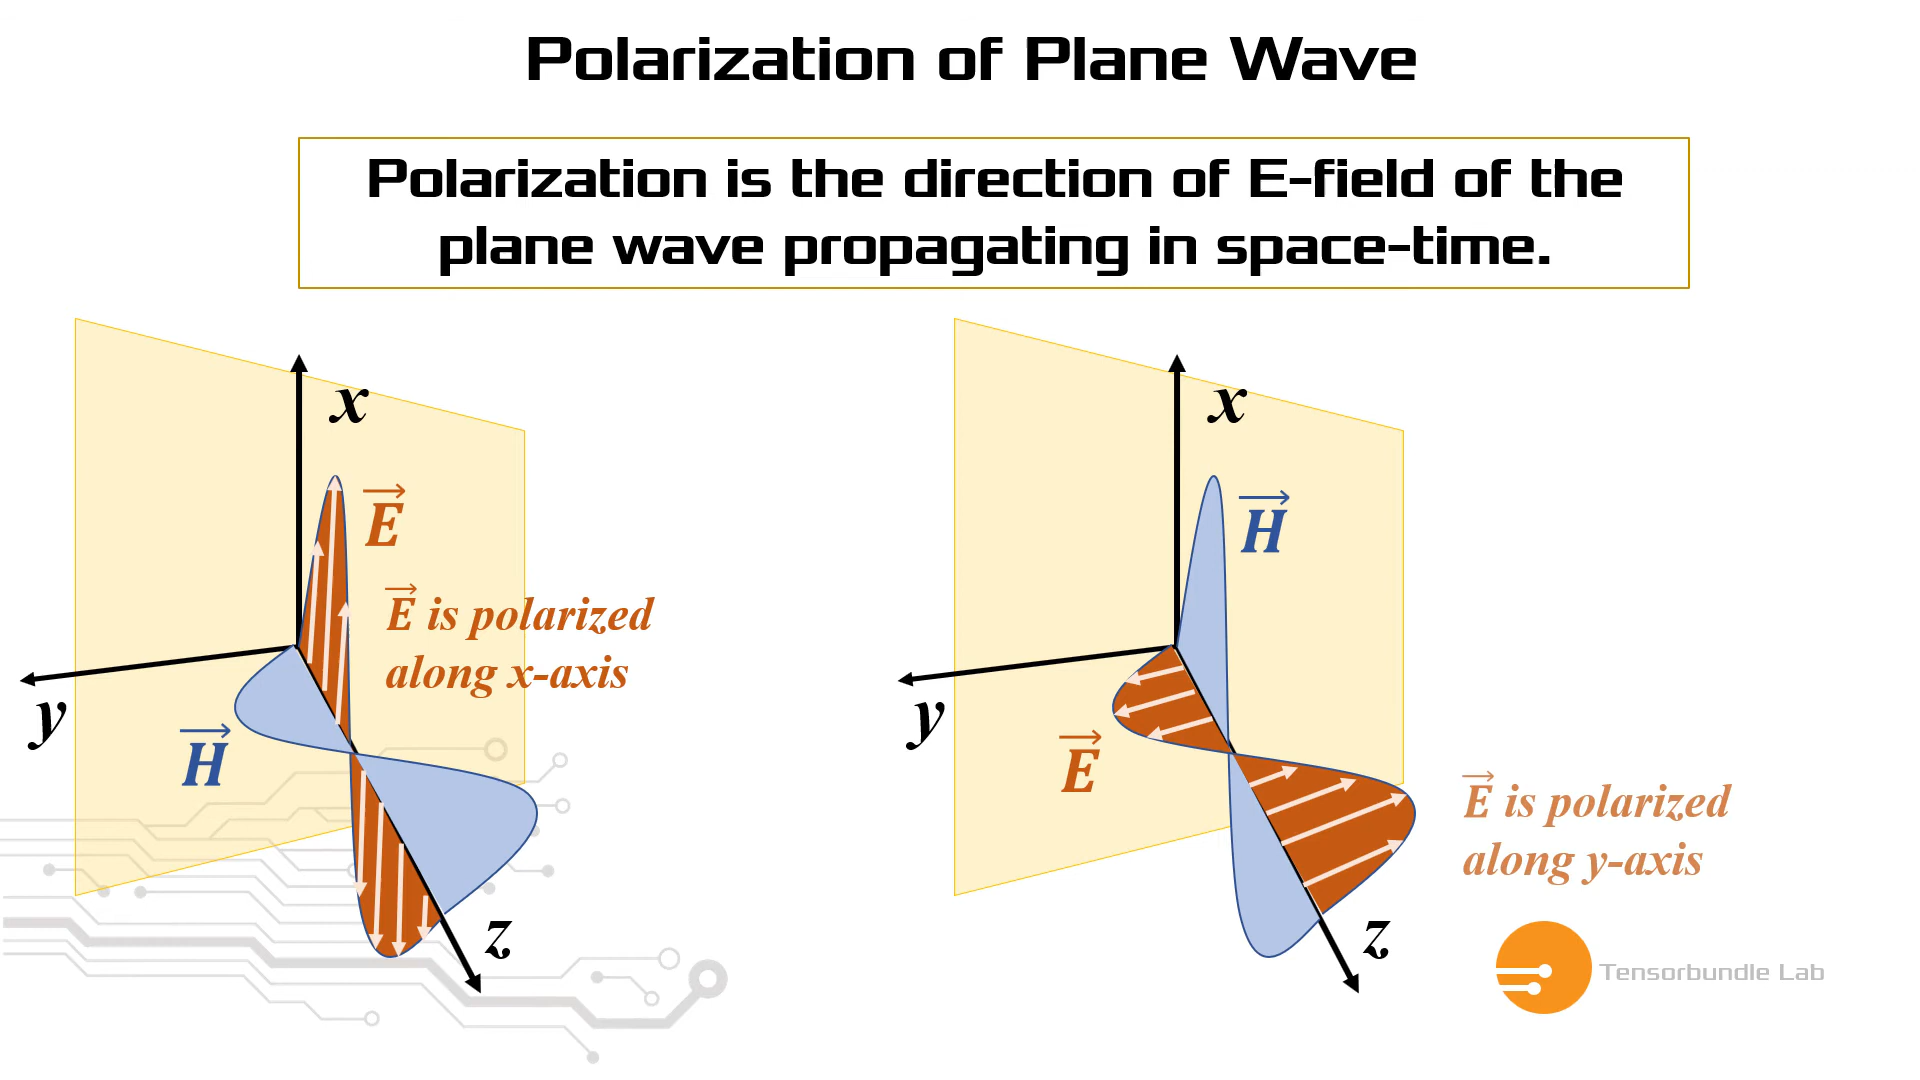 Polarization of Plane Wave
Polarization is the direction of E-field of the
plane wave propagating in space-time.
x
E
E is polarized
along x-axis
y
H
z
x
H
y
E
E is polarized
along y-axis
z
Tensorbundle Lab